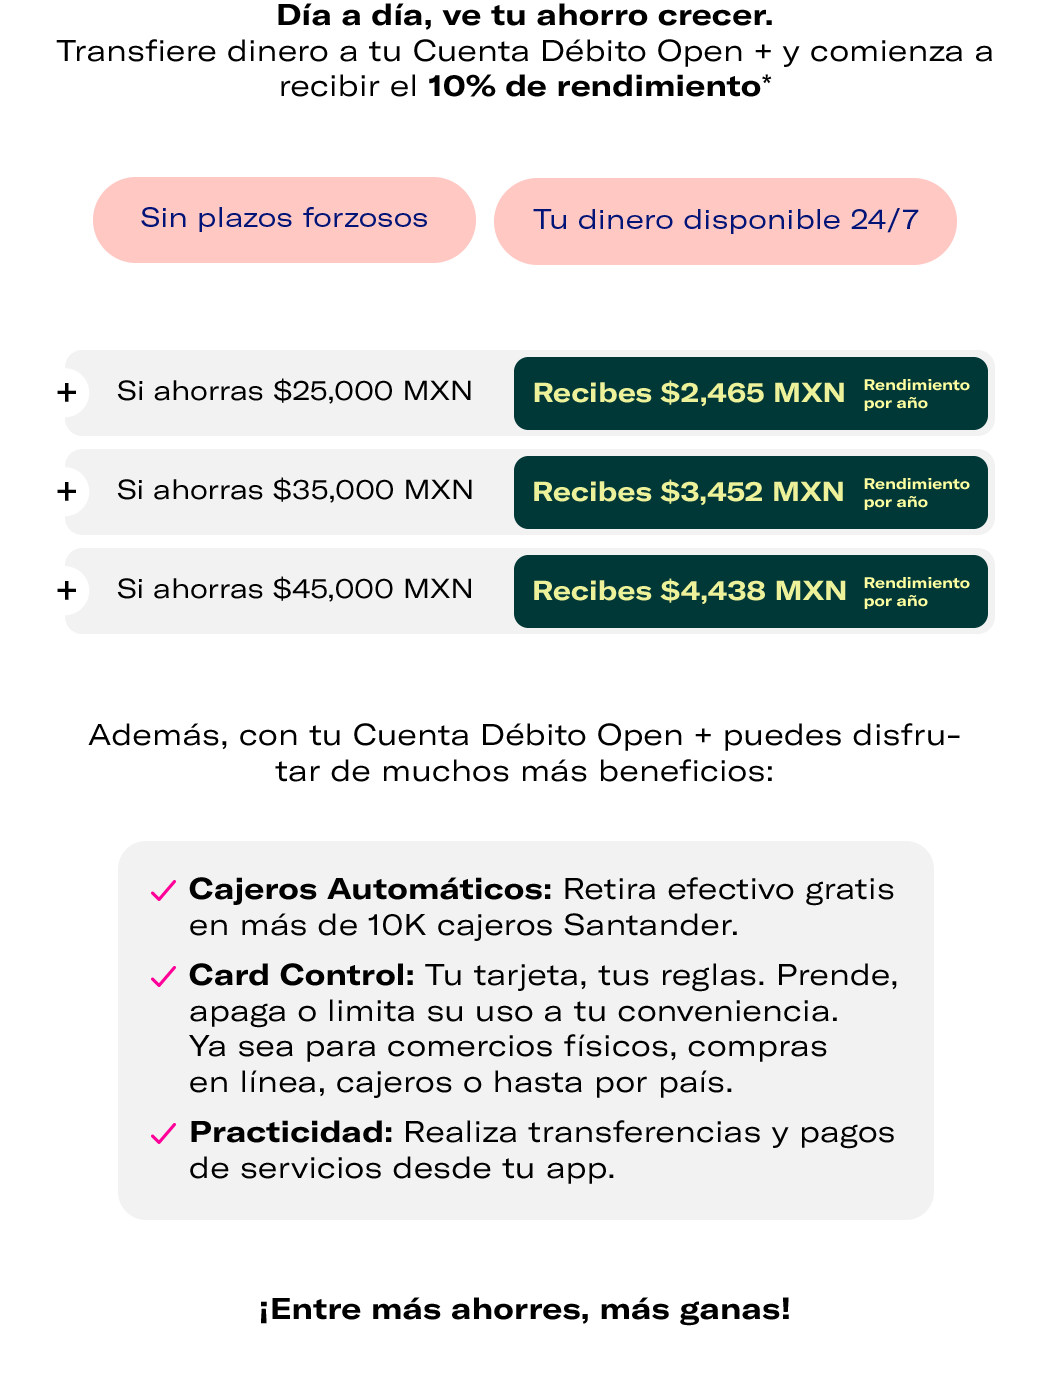 Día a día, ve tu ahorro crecer.
Transfiere dinero a tu Cuenta Débito Open + y comienza a
recibir el 10% de rendimiento*
Sin plazos forzosos
Tu dinero disponible 24/7
+ Si ahorras $25,000 MXN Recibes $2,465 MXN Rendimiento
por año
+ Si ahorras $35,000 MXN Recibes $3,452 MXN Rendimiento
por año
+ Si ahorras $45,000 MXN Recibes $4,438 MXN Rendimiento
por año
Además, con tu Cuenta Débito Open + puedes disfru-
tar de muchos más beneficios:
Cajeros Automáticos: Retira efectivo gratis
en más de 10K cajeros Santander.
Card Control: Tu tarjeta, tus reglas. Prende,
apaga o limita su uso a tu conveniencia.
Ya sea para comercios físicos, compras
en línea, cajeros o hasta por país.
Practicidad: Realiza transferencias y pagos
de servicios desde tu app.
¡Entre más ahorres, más ganas!